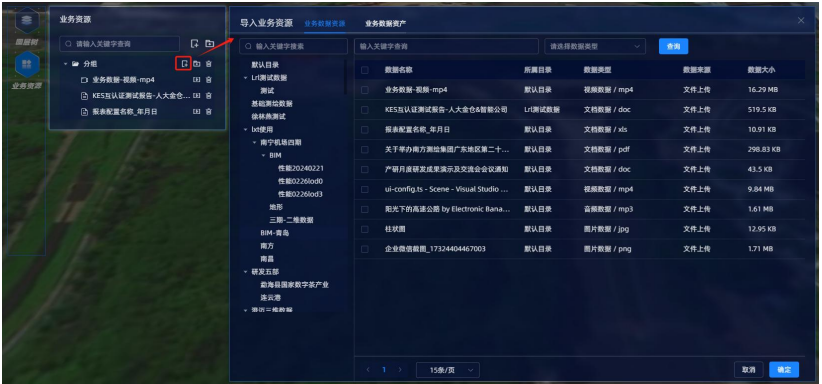 业务资源
图层树
业务资源
请输入关键字查询
分组
业务数据-视频-mp4
KES互认证测试报告-人大金仓...
报表配置名称_年月日
导入业务资源 业务数据资源 业务数据资产
输入关键字搜索
默认目录
Lrl测试数据
测试
基础测绘数据
徐林燕测试
lxt使用
南宁机场四期
BIM
性能20240221
性能0226lod0
性能0226lod3
地形
三期-二维数据
BIM-青岛
南方
南昌
研发五部
勐海县国家数字茶产业
连云港
输入关键字查询 请选择数据类型 查询
数据名称 所属目录 数据类型 数据来源 数据大小
业务数据-视频-mp4 默认目录 视频数据 / mp4 文件上传 16.29 MB
KES互认证测试报告-人大金仓&智能公司 Lrl测试数据 文档数据 / doc 文件上传 519.5 KB
报表配置名称_年月日 默认目录 文档数据 / xls 文件上传 10.91 KB
关于举办南方测绘集团广东地区第二十... 默认目录 文档数据 / pdf 文件上传 298.83 KB
产研月度研发成果演示及交流会会议通知 默认目录 文档数据 / doc 文件上传 43.5 KB
ui-config.ts - Scene - Visual Studio ... 默认目录 视频数据 / mp4 文件上传 9.84 MB
阳光下的高速公路 by Electronic Bana... 默认目录 音频数据 / mp3 文件上传 1.61 MB
柱状图 默认目录 图片数据 / jpg 文件上传 12.95 KB
企业微信截图_17324404467003 默认目录 图片数据 / png 文件上传 1.71 MB
1 15条/页
取消 确定